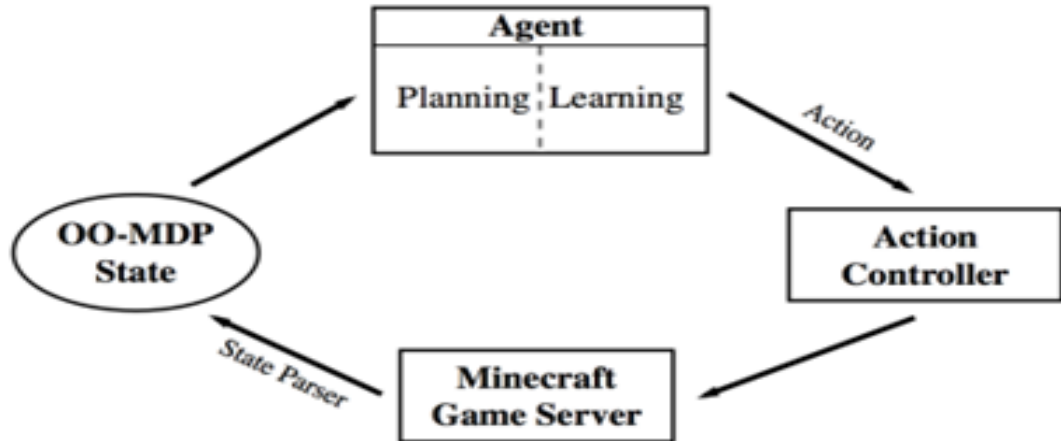 Agent
Planning Learning
Action
OO-MDP
State
Action
Controller
State Parser
Minecraft
Game Server